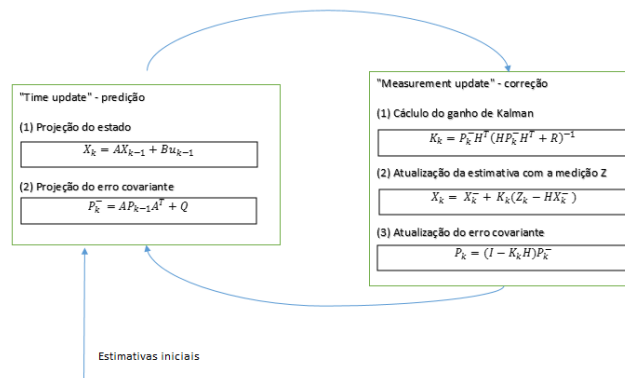 "Time update" - predição
(1) Projeção do estado
X_k = AX_{k-1} + Bu_{k-1}
(2) Projeção do erro covariante
P_k^- = AP_{k-1}A^T + Q
"Measurement update" - correção
(1) Cáclulo do ganho de Kalman
K_k = P_k^- H^T (HP_k^- H^T + R)^{-1}
(2) Atualização da estimativa com a medição Z
X_k = X_k^- + K_k(Z_k - HX_k^-)
(3) Atualização do erro covariante
P_k = (I - K_k H)P_k^-
Estimativas iniciais